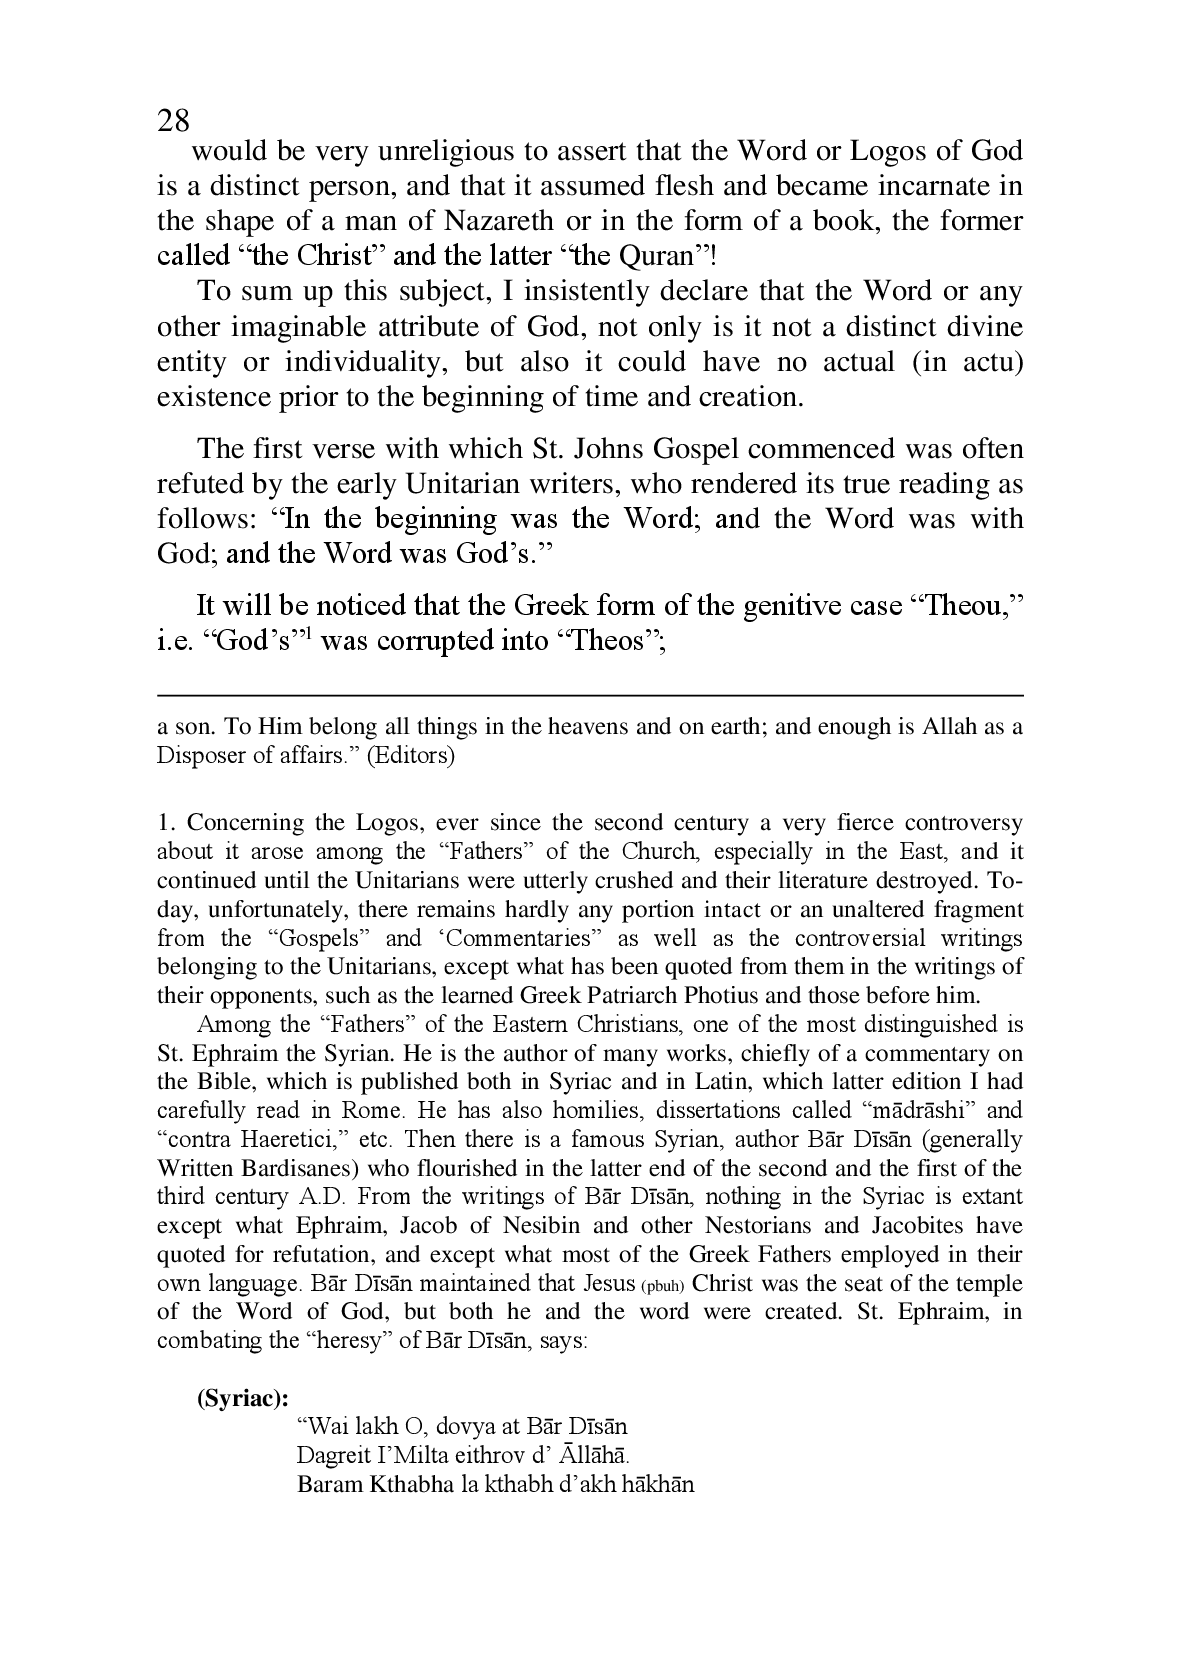 28
would be very unreligious to assert that the Word or Logos of God
is a distinct person, and that it assumed flesh and became incarnate in
the shape of a man of Nazareth or in the form of a book, the former
called “the Christ” and the latter “the Quran”!
To sum up this subject, I insistently declare that the Word or any
other imaginable attribute of God, not only is it not a distinct divine
entity or individuality, but also it could have no actual (in actu)
existence prior to the beginning of time and creation.
The first verse with which St. Johns Gospel commenced was often
refuted by the early Unitarian writers, who rendered its true reading as
follows: “In the beginning was the Word; and the Word was with
God; and the Word was God’s.”
It will be noticed that the Greek form of the genitive case “Theou,”
i.e. “God’s”¹ was corrupted into “Theos”;
a son. To Him belong all things in the heavens and on earth; and enough is Allah as a
Disposer of affairs.” (Editors)
1. Concerning the Logos, ever since the second century a very fierce controversy
about it arose among the “Fathers” of the Church, especially in the East, and it
continued until the Unitarians were utterly crushed and their literature destroyed. To-
day, unfortunately, there remains hardly any portion intact or an unaltered fragment
from the “Gospels” and ‘Commentaries” as well as the controversial writings
belonging to the Unitarians, except what has been quoted from them in the writings of
their opponents, such as the learned Greek Patriarch Photius and those before him.
Among the “Fathers” of the Eastern Christians, one of the most distinguished is
St. Ephraim the Syrian. He is the author of many works, chiefly of a commentary on
the Bible, which is published both in Syriac and in Latin, which latter edition I had
carefully read in Rome. He has also homilies, dissertations called “mādrāshi” and
“contra Haeretici,” etc. Then there is a famous Syrian, author Bār Dīsān (generally
Written Bardisanes) who flourished in the latter end of the second and the first of the
third century A.D. From the writings of Bār Dīsān, nothing in the Syriac is extant
except what Ephraim, Jacob of Nesibin and other Nestorians and Jacobites have
quoted for refutation, and except what most of the Greek Fathers employed in their
own language. Bār Dīsān maintained that Jesus (pbuh) Christ was the seat of the temple
of the Word of God, but both he and the word were created. St. Ephraim, in
combating the “heresy” of Bār Dīsān, says:
(Syriac):
“Wai lakh O, dovya at Bār Dīsān
Dagreit I’Milta eithrov d’ Āllāhā.
Baram Kthabha la kthabh d’akh hākhān